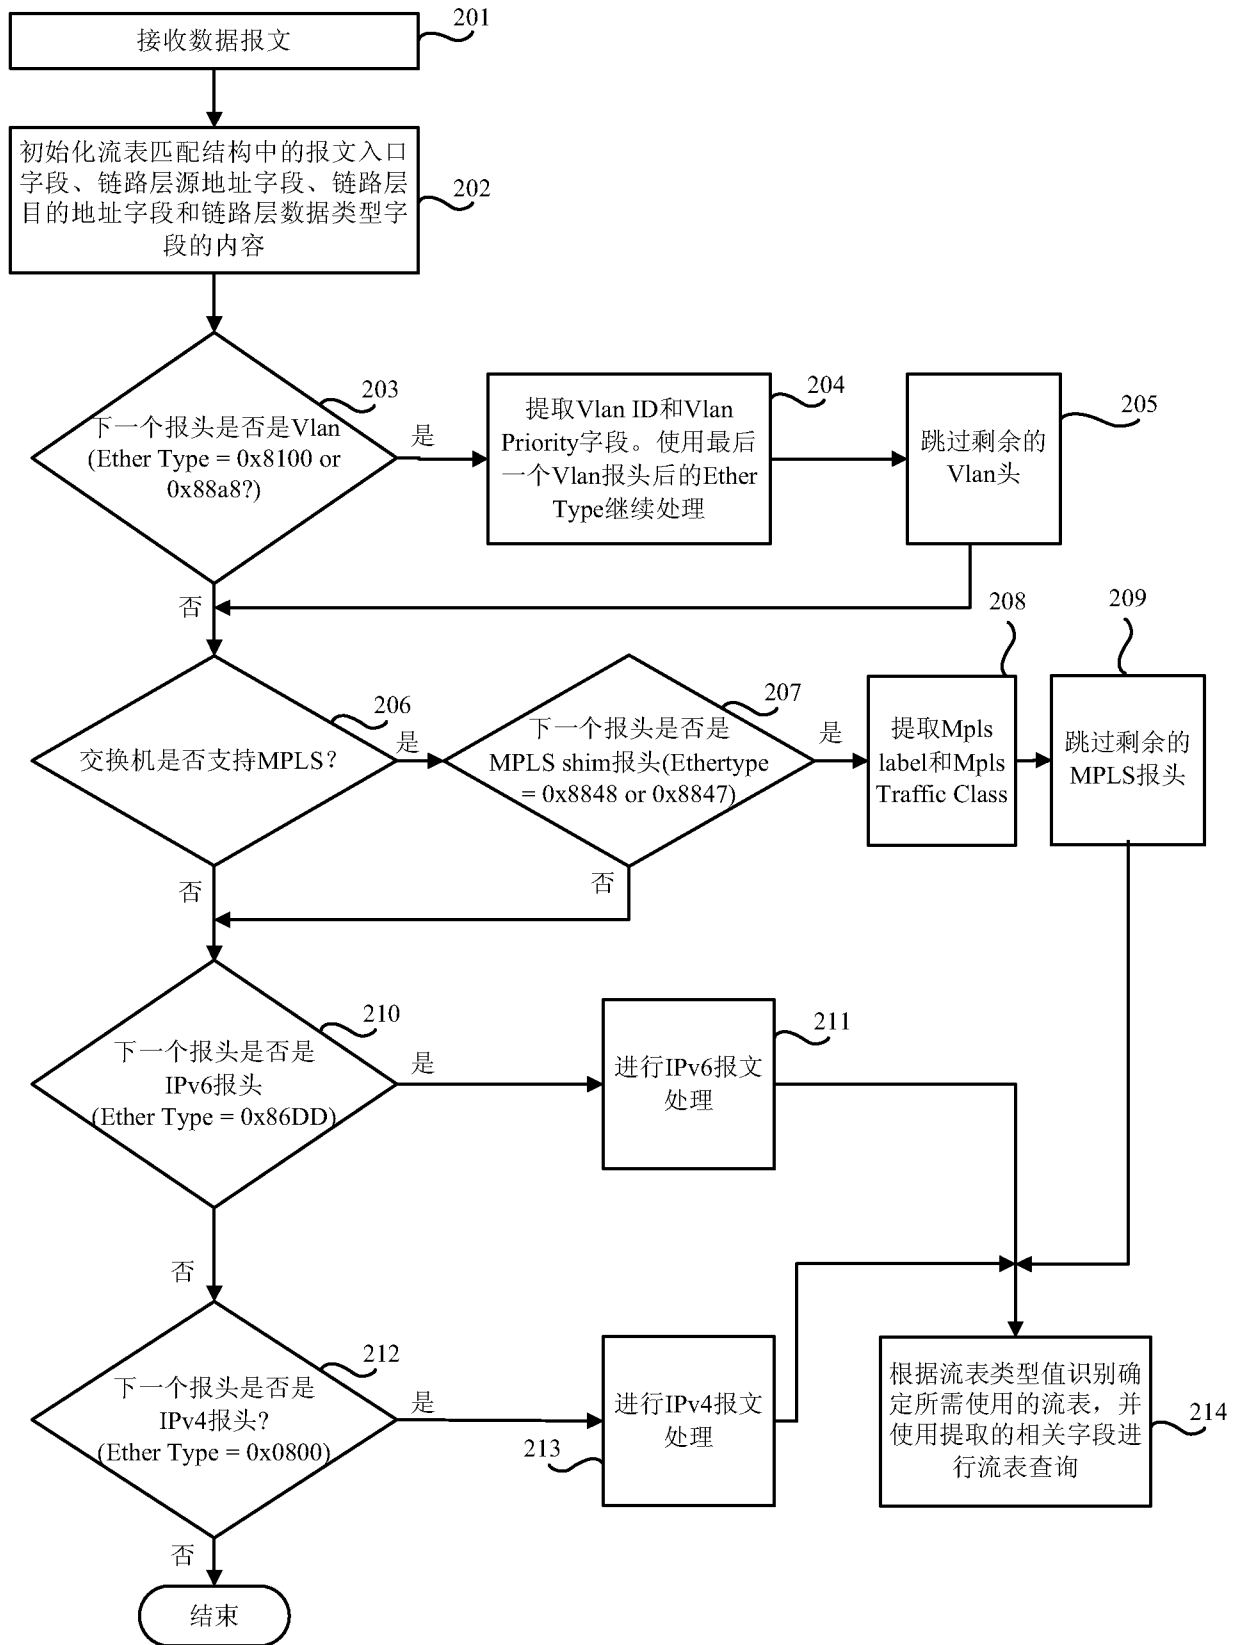 接收数据报文
201
初始化流表匹配结构中的报文入口
字段、链路层源地址字段、链路层
目的地址字段和链路层数据类型字
段的内容
202
下一个报头是否是Vlan
(Ether Type = 0x8100 or
0x88a8?)
203
是
否
提取Vlan ID和Vlan
Priority字段。使用最后
一个Vlan报头后的Ether
Type继续处理
204
跳过剩余的
Vlan头
205
交换机是否支持MPLS？
206
是
否
下一个报头是否是
MPLS shim报头(Ethertype
= 0x8848 or 0x8847)
207
是
否
提取Mpls
label和Mpls
Traffic Class
208
跳过剩余的
MPLS报头
209
下一个报头是否是
IPv6报头
(Ether Type = 0x86DD)
210
是
否
进行IPv6报文
处理
211
下一个报头是否是
IPv4报头？
(Ether Type = 0x0800)
212
是
否
进行IPv4报文
处理
213
根据流表类型值识别确
定所需使用的流表，并
使用提取的相关字段进
行流表查询
214
结束